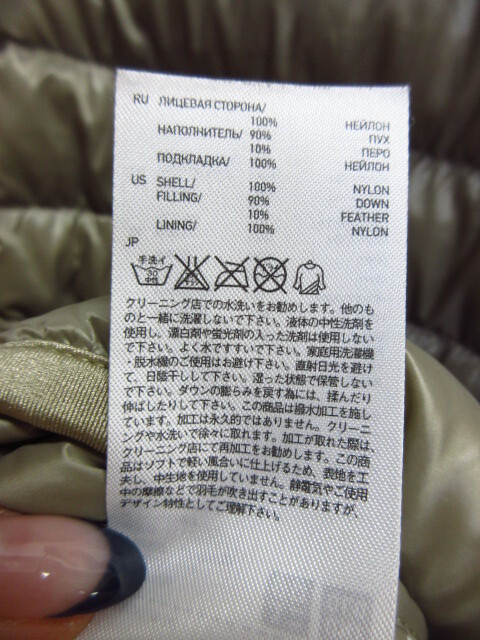 RU ЛИЦЕВАЯ СТОРОНА/
100% НЕЙЛОН
НАПОЛНИТЕЛЬ/ 90% ПУХ
10% ПЕРО
ПОДКЛАДКА/ 100% НЕЙЛОН
US SHELL/ 100% NYLON
FILLING/ 90% DOWN
10% FEATHER
LINING/ 100% NYLON
JP
手洗イ
30
中性
クリーニング店での水洗いをお勧めします。他のも
のと一緒に洗濯しないで下さい。液体の中性洗剤を
使用し、漂白剤や蛍光剤の入った洗剤は使用しない
で下さい。よく水ですすいで下さい。家庭用洗濯機
・脱水機のご使用はお避け下さい。直射日光を避け
て、日陰干しして下さい。湿った状態で保管しない
で下さい。ダウンの膨らみを戻す為には、揉んだり
伸ばしたりして下さい。この商品は撥水加工を施し
ています。加工は永久的ではありません。クリーニ
ングや水洗いで徐々に取れます。加工が取れた際は
クリーニング店にて再加工をお勧めします。この商
品はソフトで軽い風合いに仕上げるため、表地を工
夫し、中生地を使用しています。静電気やご使用
中の摩擦などで羽毛が吹き出すことがありますが、
デザイン特性としてご理解下さい。